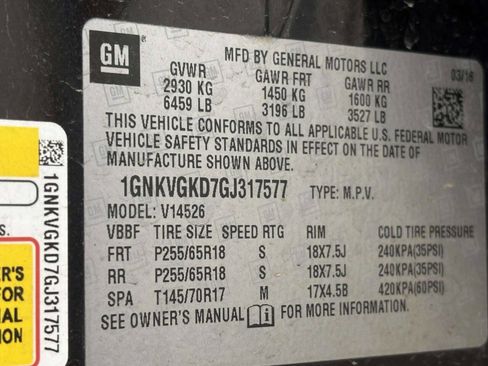 GM
MFD BY GENERAL MOTORS LLC
03/16
GVWR GAWR FRT GAWR RR
2930 KG 1450 KG 1600 KG
6459 LB 3196 LB 3527 LB
THIS VEHICLE CONFORMS TO ALL APPLICABLE U.S. FEDERAL MOTOR
VEHICLE SAFETY STANDARDS IN EFFECT ON THE DATE OF
MANUFACTURE SHOWN ABOVE.
1GNKVGKD7GJ317577 TYPE: M.P.V.
MODEL: V14526
VBBF TIRE SIZE SPEED RTG RIM COLD TIRE PRESSURE
FRT P255/65R18 S 18X7.5J 240KPA(35PSI)
RR P255/65R18 S 18X7.5J 240KPA(35PSI)
SPA T145/70R17 M 17X4.5B 420KPA(60PSI)
SEE OWNER'S MANUAL FOR MORE INFORMATION.
1GNKVGKD7GJ317577
ER'S
FOR
IAL
TION